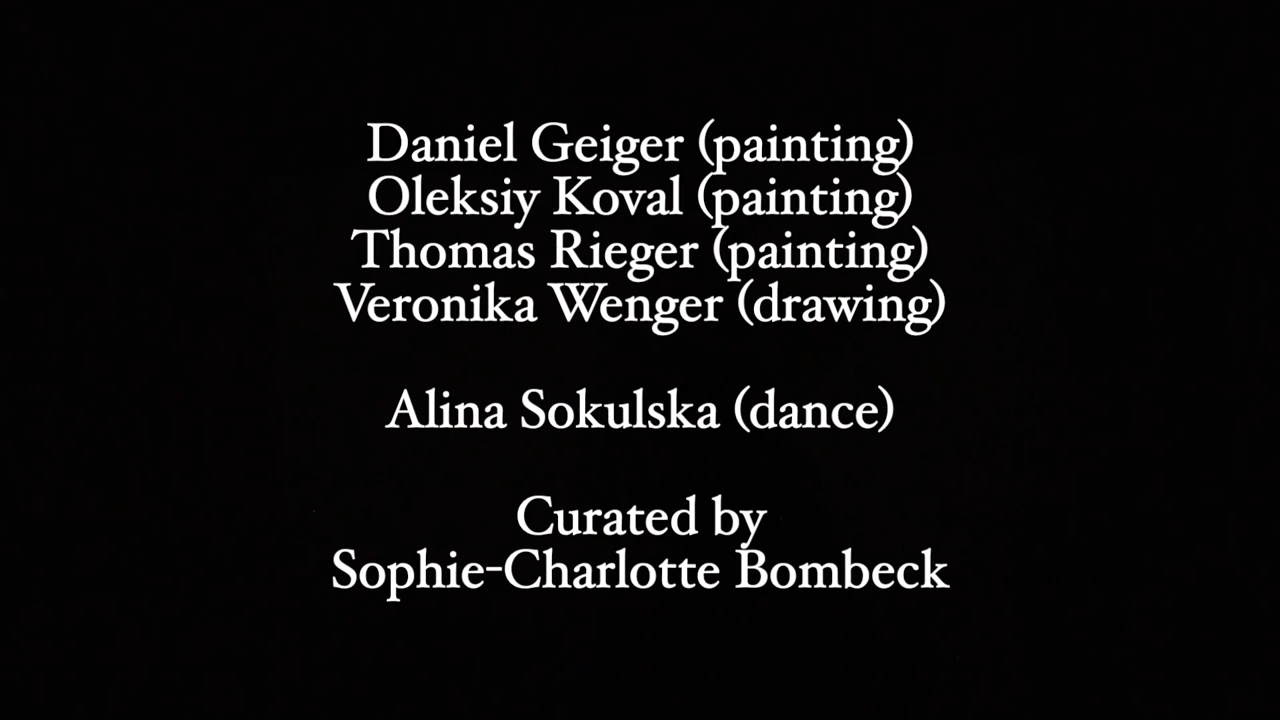 Daniel Geiger (painting)
Oleksiy Koval (painting)
Thomas Rieger (painting)
Veronika Wenger (drawing)
Alina Sokulska (dance)
Curated by
Sophie-Charlotte Bombeck